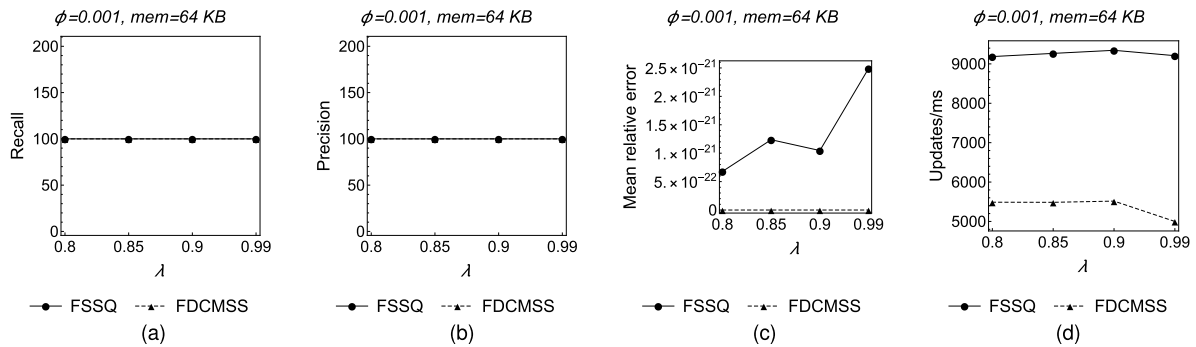 ϕ=0.001, mem=64 KB
200
150
100
50
0
Recall
0.8 0.85 0.9 0.99
λ
FSSQ FDCMSS
(a)
ϕ=0.001, mem=64 KB
200
150
100
50
0
Precision
0.8 0.85 0.9 0.99
λ
FSSQ FDCMSS
(b)
ϕ=0.001, mem=64 KB
2.5×10⁻²¹
2.×10⁻²¹
1.5×10⁻²¹
1.×10⁻²¹
5.×10⁻²²
0
Mean relative error
0.8 0.85 0.9 0.99
λ
FSSQ FDCMSS
(c)
ϕ=0.001, mem=64 KB
9000
8000
7000
6000
5000
Updates/ms
0.8 0.85 0.9 0.99
λ
FSSQ FDCMSS
(d)